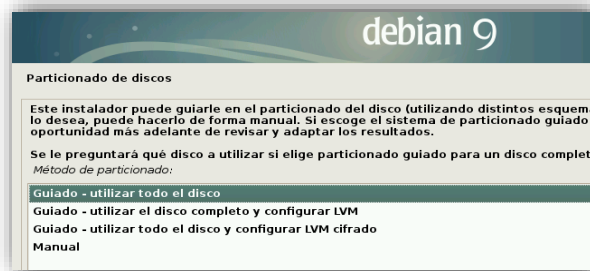 debian 9
Particionado de discos
Este instalador puede guiarle en el particionado del disco (utilizando distintos
lo desea, puede hacerlo de forma manual. Si escoge el sistema de particionado guiado
oportunidad más adelante de revisar y adaptar los resultados.
Se le preguntará qué disco a utilizar si elige particionado guiado para un disco
Método de particionado:
Guiado - utilizar todo el disco
Guiado - utilizar el disco completo y configurar LVM
Guiado - utilizar todo el disco y configurar LVM cifrado
Manual